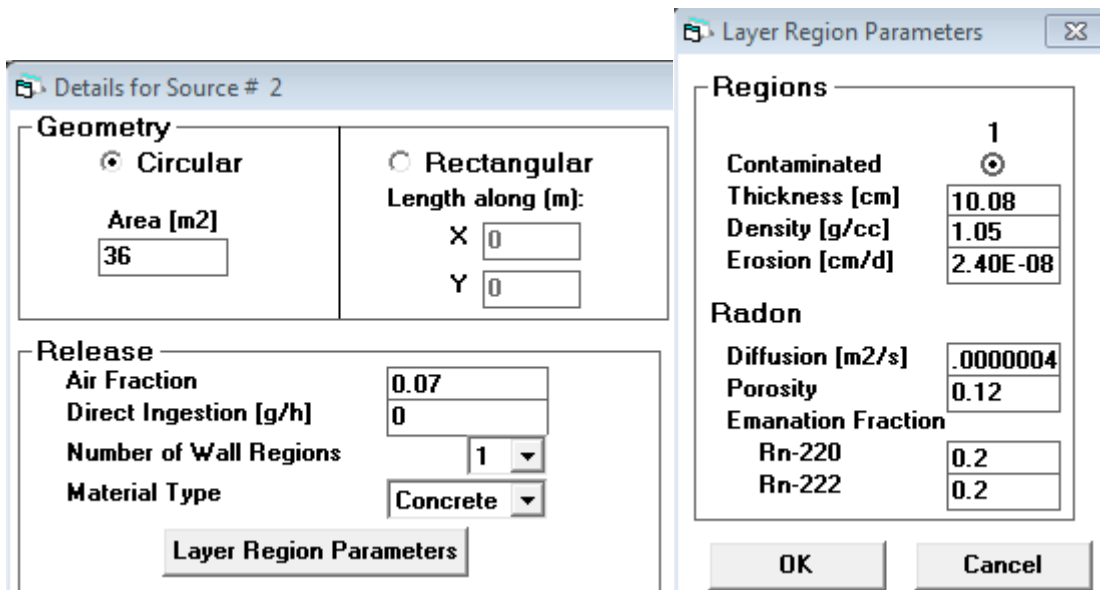 Details for Source # 2
Geometry
Circular
Area [m2]
36
Rectangular
Length along (m):
X 0
Y 0
Release
Air Fraction 0.07
Direct Ingestion [g/h] 0
Number of Wall Regions 1
Material Type Concrete
Layer Region Parameters
Layer Region Parameters
Regions
1
Contaminated
Thickness [cm] 10.08
Density [g/cc] 1.05
Erosion [cm/d] 2.40E-08
Radon
Diffusion [m2/s] .0000004
Porosity 0.12
Emanation Fraction
Rn-220 0.2
Rn-222 0.2
OK Cancel